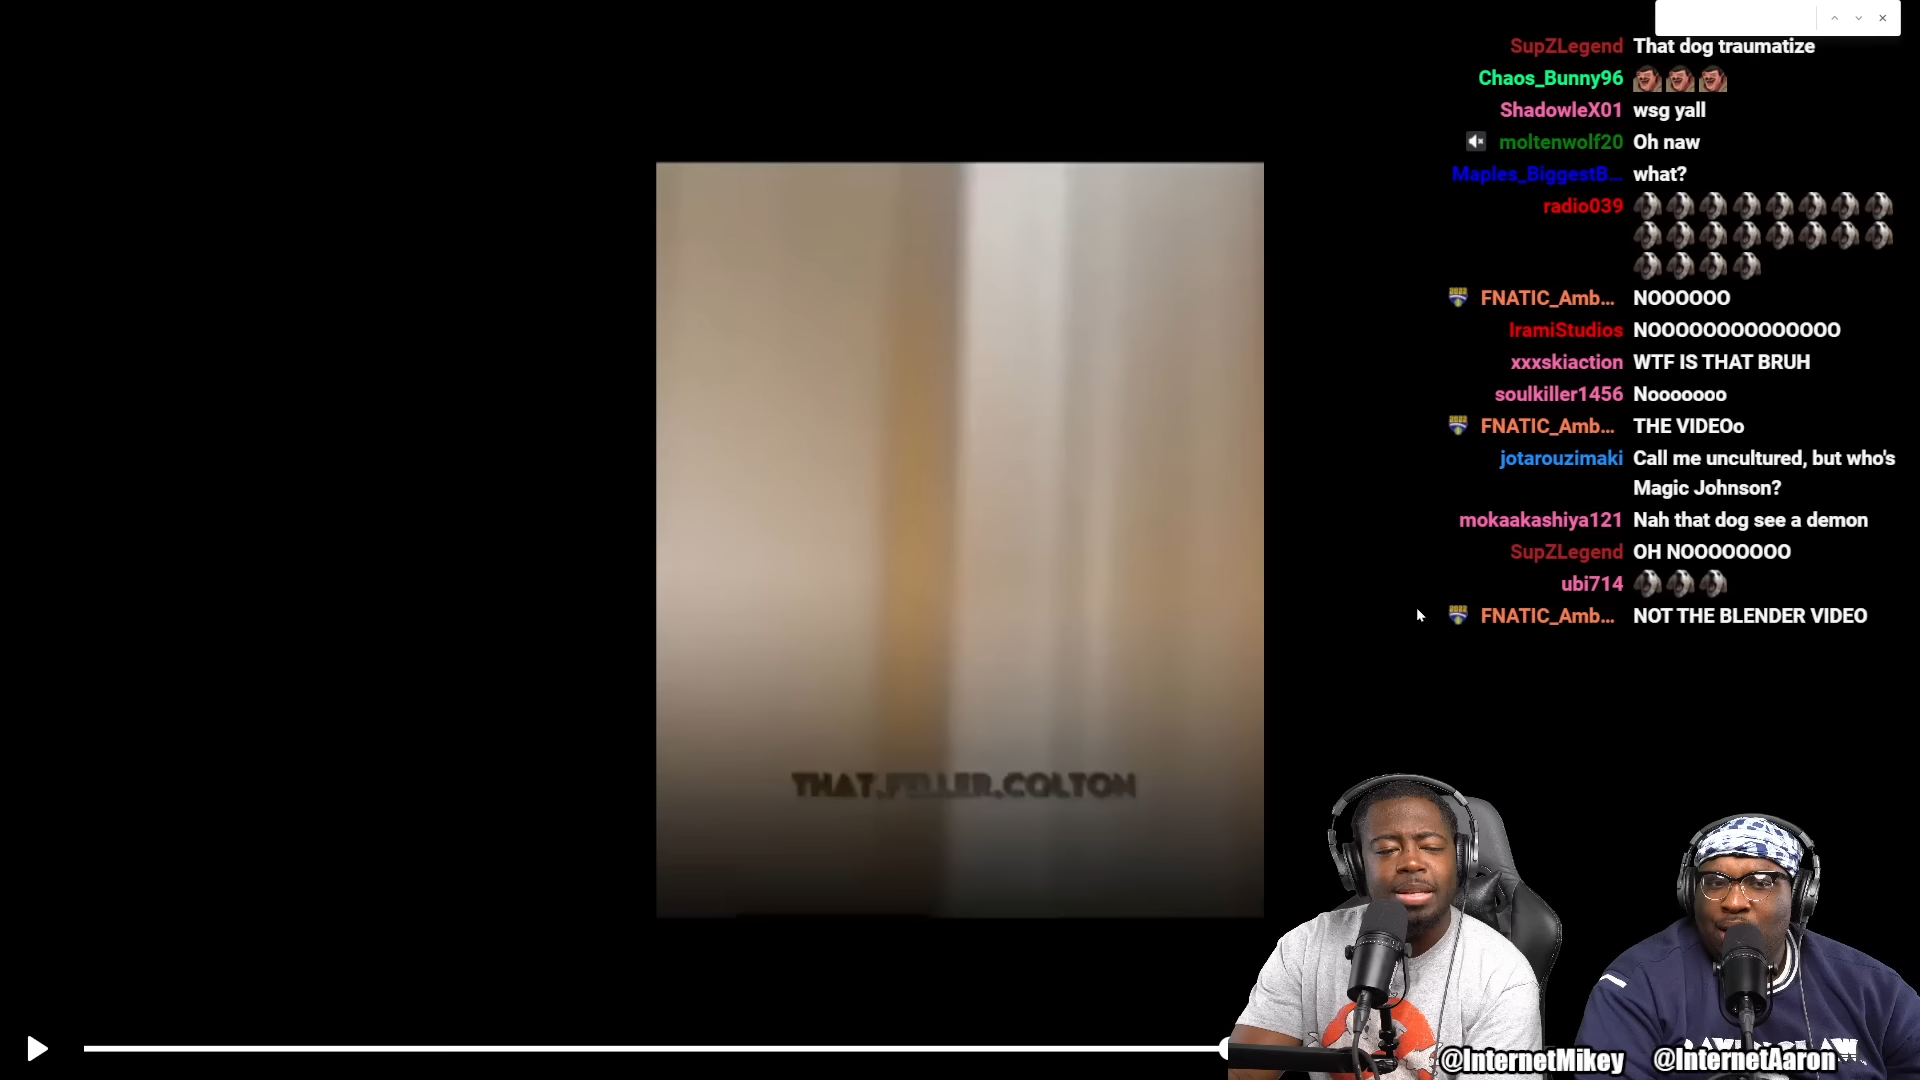 SupZLegend That dog traumatize
Chaos_Bunny96
ShadowleX01 wsg yall
moltenwolf20 Oh naw
Maples_BiggestB... what?
radio039
FNATIC_Amb... NOOOOOO
IramiStudios NOOOOOOOOOOOOOO
xxxskiaction WTF IS THAT BRUH
soulkiller1456 Nooooooo
FNATIC_Amb... THE VIDEOo
jotarouzimaki Call me uncultured, but who's
Magic Johnson?
mokaakashiya121 Nah that dog see a demon
SupZLegend OH NOOOOOOOO
ubi714
FNATIC_Amb... NOT THE BLENDER VIDEO
THAT.FELLER.COLTON
@InternetMikey @InternetAaron